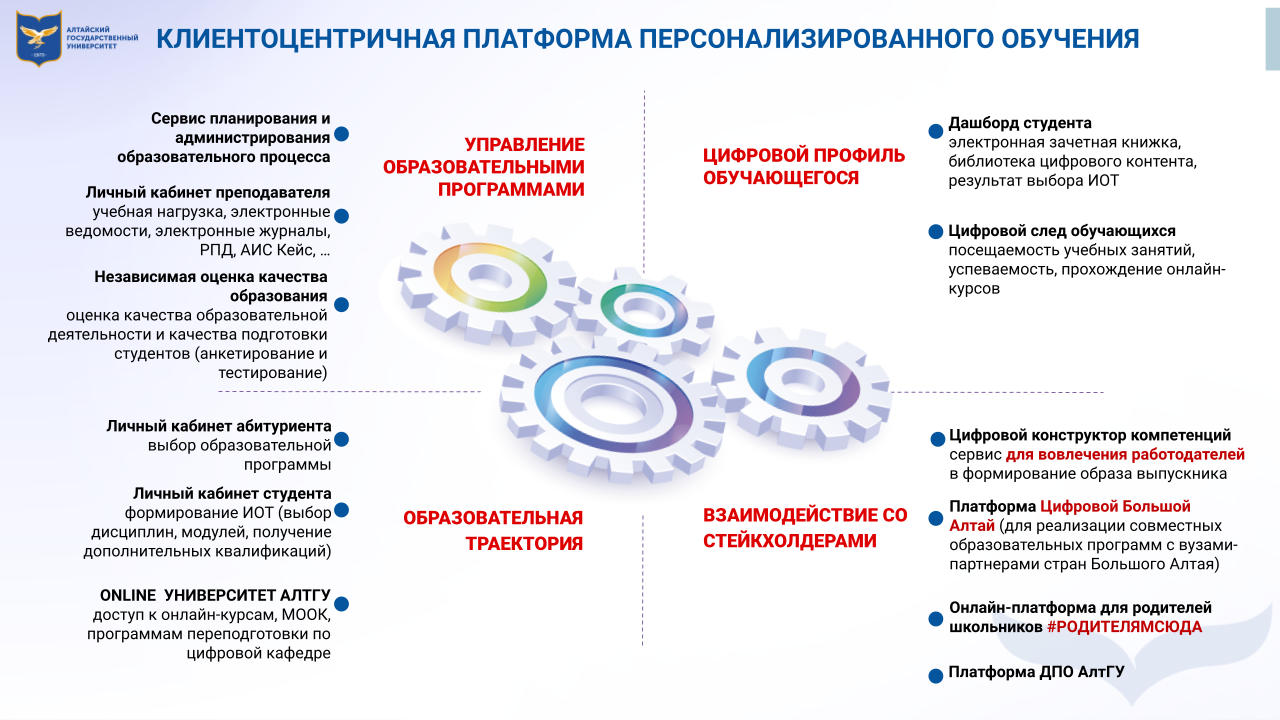 АЛТАЙСКИЙ
ГОСУДАРСТВЕННЫЙ
УНИВЕРСИТЕТ
КЛИЕНТОЦЕНТРИЧНАЯ ПЛАТФОРМА ПЕРСОНАЛИЗИРОВАННОГО ОБУЧЕНИЯ
Сервис планирования и
администрирования
образовательного процесса
Личный кабинет преподавателя
учебная нагрузка, электронные
ведомости, электронные журналы,
РПД, АИС Кейс, ...
Независимая оценка качества
образования
оценка качества образовательной
деятельности и качества подготовки
студентов (анкетирование и
тестирование)
УПРАВЛЕНИЕ
ОБРАЗОВАТЕЛЬНЫМИ
ПРОГРАММАМИ
ЦИФРОВОЙ ПРОФИЛЬ
ОБУЧАЮЩЕГОСЯ
Дашборд студента
электронная зачетная книжка,
библиотека цифрового контента,
результат выбора ИОТ
Цифровой след обучающихся
посещаемость учебных занятий,
успеваемость, прохождение онлайн-
курсов
Личный кабинет абитуриента
выбор образовательной
программы
Личный кабинет студента
формирование ИОТ (выбор
дисциплин, модулей, получение
дополнительных квалификаций)
ONLINE УНИВЕРСИТЕТ АЛТГУ
доступ к онлайн-курсам, МООК,
программам переподготовки по
цифровой кафедре
ОБРАЗОВАТЕЛЬНАЯ
ТРАЕКТОРИЯ
ВЗАИМОДЕЙСТВИЕ СО
СТЕЙКХОЛДЕРАМИ
Цифровой конструктор компетенций
сервис для вовлечения работодателей
в формирование образа выпускника
Платформа Цифровой Большой
Алтай (для реализации совместных
образовательных программ с вузами-
партнерами стран Большого Алтая)
Онлайн-платформа для родителей
школьников #РОДИТЕЛЯМСЮДА
Платформа ДПО АлтГУ